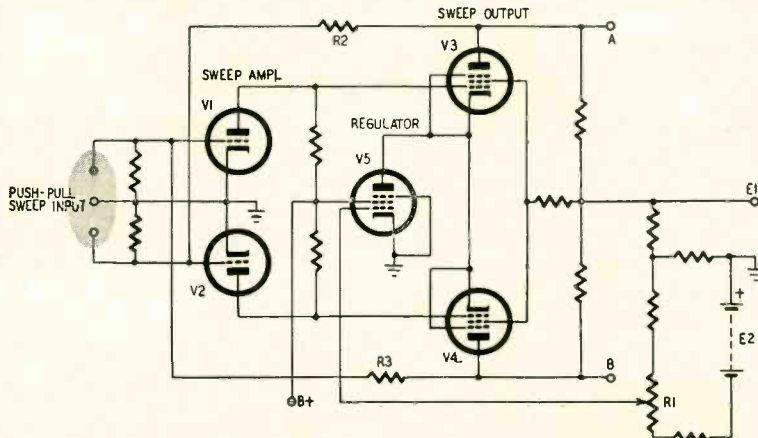 SWEEP OUTPUT
R2
A
V3
SWEEP AMPL
V1
REGULATOR
V5
PUSH-PULL
SWEEP INPUT
E1
V2
+
E2
R3
V4
B
B+
R1